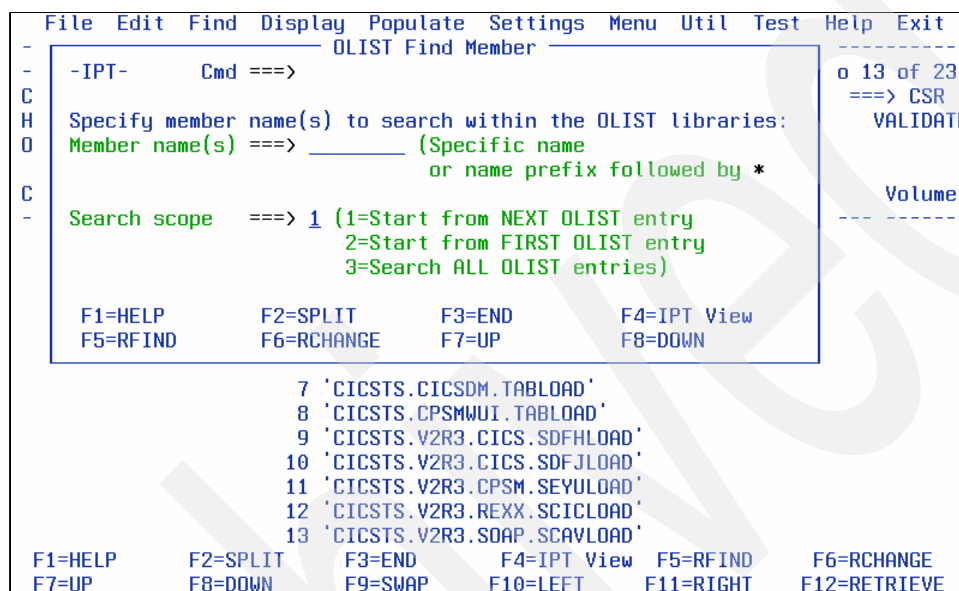 File Edit Find Display Populate Settings Menu Util Test Help Exit
- OLIST Find Member ----------
- -IPT- Cmd ===> o 13 of 23
C ===> CSR
H Specify member name(s) to search within the OLIST libraries: VALIDATE
O Member name(s) ===> ________ (Specific name
or name prefix followed by *
C Volume
- Search scope ===> 1 (1=Start from NEXT OLIST entry --- ------
2=Start from FIRST OLIST entry
3=Search ALL OLIST entries)
F1=HELP F2=SPLIT F3=END F4=IPT View
F5=RFIND F6=RCHANGE F7=UP F8=DOWN
7 'CICSTS.CICSDM.TABLOAD'
8 'CICSTS.CPSMWUI.TABLOAD'
9 'CICSTS.V2R3.CICS.SDFHLOAD'
10 'CICSTS.V2R3.CICS.SDFJLOAD'
11 'CICSTS.V2R3.CPSM.SEYULOAD'
12 'CICSTS.V2R3.REXX.SCICLOAD'
13 'CICSTS.V2R3.SOAP.SCAVLOAD'
F1=HELP F2=SPLIT F3=END F4=IPT View F5=RFIND F6=RCHANGE
F7=UP F8=DOWN F9=SWAP F10=LEFT F11=RIGHT F12=RETRIEVE